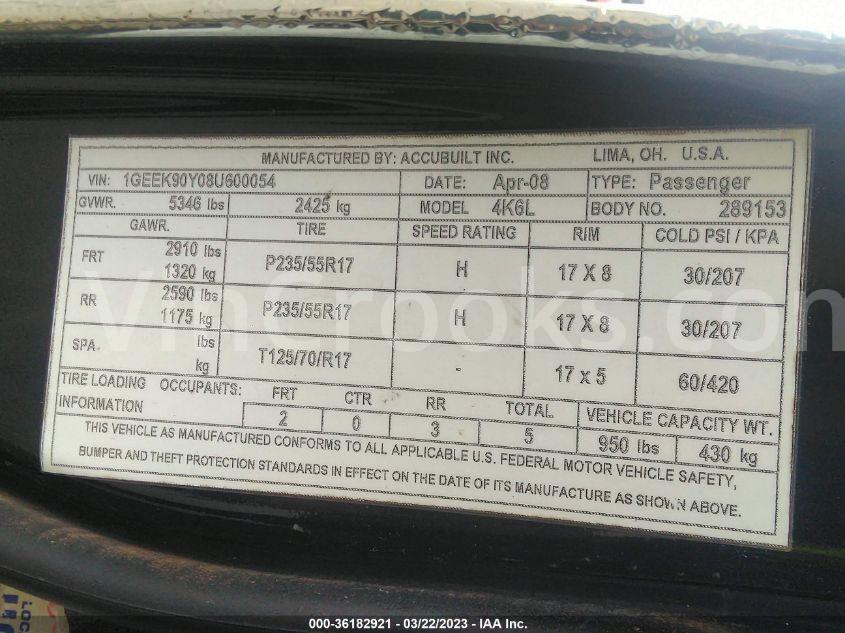 MANUFACTURED BY: ACCUBUILT INC. LIMA, OH. U.S.A.
VIN: 1GEEK90Y08U600054 DATE: Apr-08 TYPE: Passenger
GVWR. 5346 lbs 2425 kg MODEL 4K6L BODY NO. 289153
GAWR. TIRE SPEED RATING RIM COLD PSI / KPA
FRT 2910 lbs 1320 kg P235/55R17 H 17 X 8 30/207
RR 2590 lbs 1175 kg P235/55R17 H 17 X 8 30/207
SPA. lbs kg T125/70/R17 - 17 x 5 60/420
TIRE LOADING INFORMATION OCCUPANTS: FRT CTR RR TOTAL VEHICLE CAPACITY WT.
2 0 3 5 950 lbs 430 kg
THIS VEHICLE AS MANUFACTURED CONFORMS TO ALL APPLICABLE U.S. FEDERAL MOTOR VEHICLE SAFETY,
BUMPER AND THEFT PROTECTION STANDARDS IN EFFECT ON THE DATE OF ITS MANUFACTURE AS SHOWN ABOVE.
VinCrooks.com
LOC
000-36182921 - 03/22/2023 - IAA Inc.